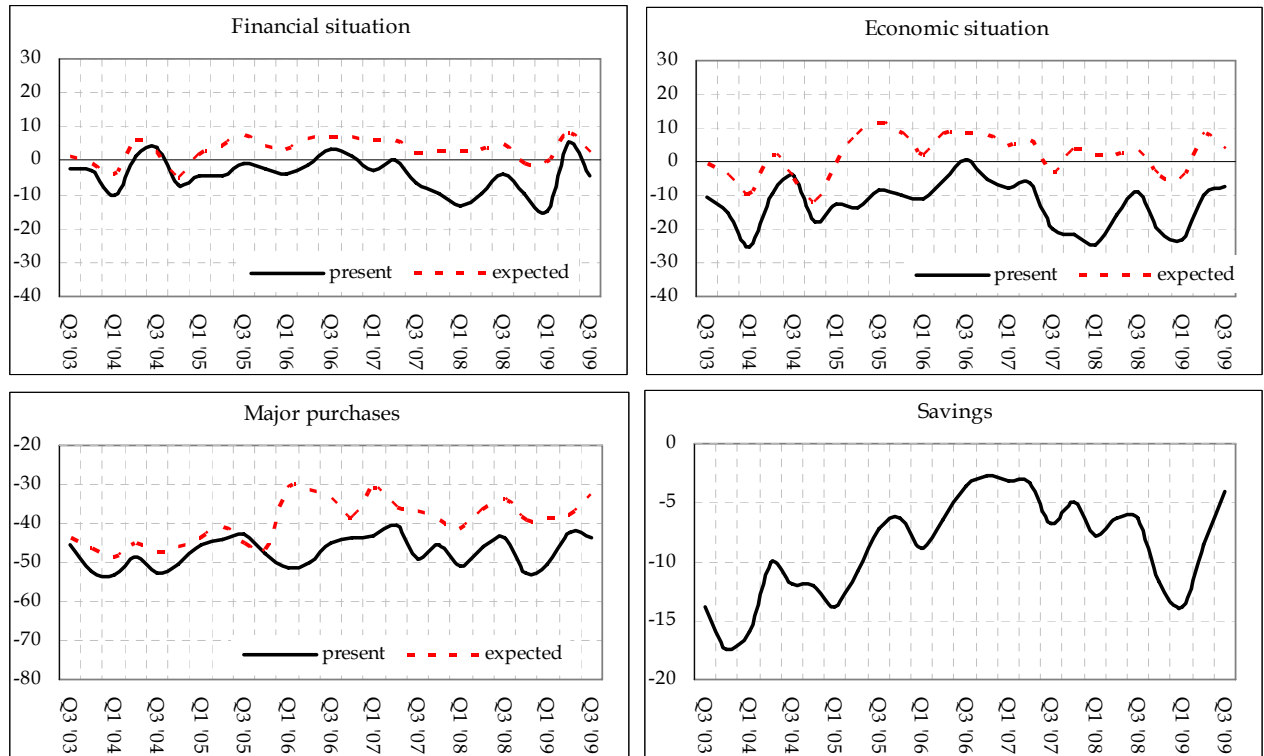 Financial situation
30
20
10
0
-10
-20
-30
-40
present
expected
Q3 '03
Q1 '04
Q3 '04
Q1 '05
Q3 '05
Q1 '06
Q3 '06
Q1 '07
Q3 '07
Q1 '08
Q3 '08
Q1 '09
Q3 '09
Economic situation
30
20
10
0
-10
-20
-30
-40
present
expected
Q3 '03
Q1 '04
Q3 '04
Q1 '05
Q3 '05
Q1 '06
Q3 '06
Q1 '07
Q3 '07
Q1 '08
Q3 '08
Q1 '09
Q3 '09
Major purchases
-20
-30
-40
-50
-60
-70
-80
present
expected
Q3 '03
Q1 '04
Q3 '04
Q1 '05
Q3 '05
Q1 '06
Q3 '06
Q1 '07
Q3 '07
Q1 '08
Q3 '08
Q1 '09
Q3 '09
Savings
0
-5
-10
-15
-20
Q3 '03
Q1 '04
Q3 '04
Q1 '05
Q3 '05
Q1 '06
Q3 '06
Q1 '07
Q3 '07
Q1 '08
Q3 '08
Q1 '09
Q3 '09